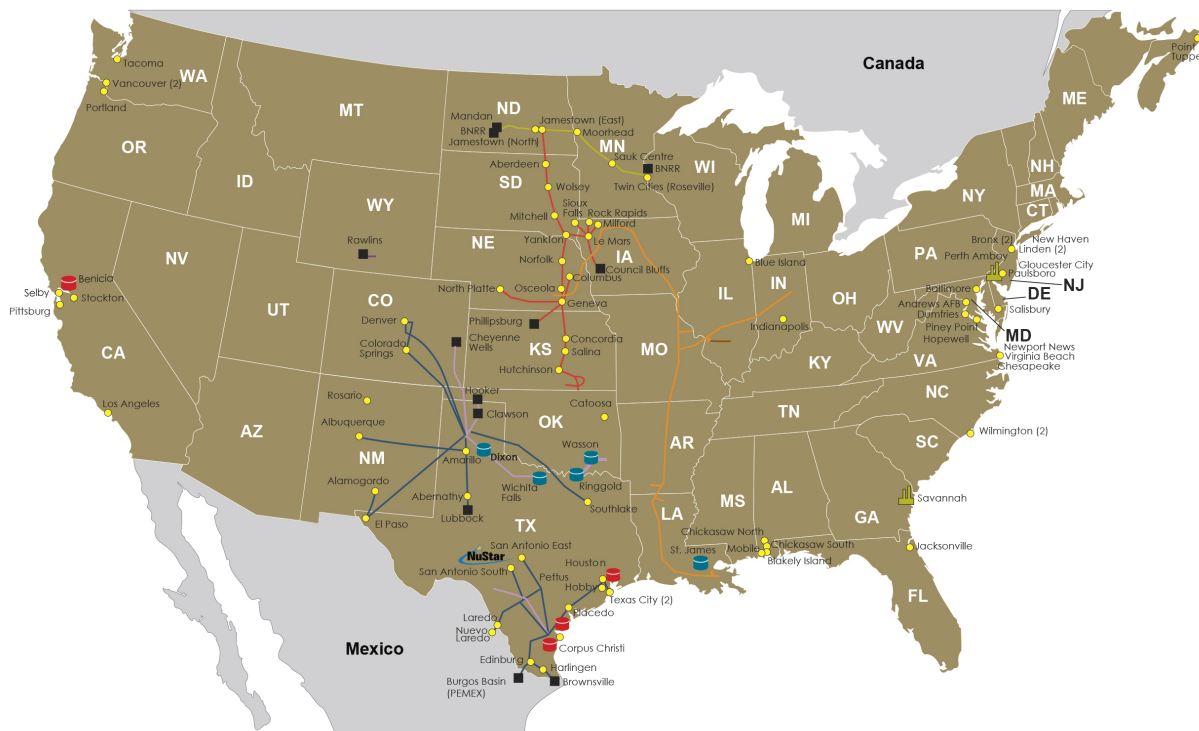 Canada
Point
Tupper
Tacoma
WA
Vancouver (2)
Portland
MT
ND
ME
Mandan
BNRR
Jamestown (East)
Jamestown (North)
Moorhead
OR
MN
Sauk Centre
BNRR
WI
NH
Aberdeen
ID
SD
Twin Cities (Roseville)
MA
NY
Wolsey
WY
Sioux
Falls
Rock Rapids
MI
CT
Mitchell
Milford
Rawlins
NE
Yankton
Le Mars
PA
Bronx (2)
New Haven
Linden (2)
NV
Norfolk
IA
Perth Amboy
Blue Island
Council Bluffs
Gloucester City
Paulsboro
Benicia
Columbus
NJ
Selby
Stockton
North Platte
Osceola
IL
IN
OH
Baltimore
DE
Pittsburg
UT
CO
Geneva
Andrews AFB
Salisbury
Denver
Phillipsburg
Indianapolis
WV
Dumfries
Piney Point
MD
Cheyenne
Wells
KS
Concordia
MO
Hopewell
CA
Colorado
Springs
Salina
KY
VA
Newport News
Virginia Beach
Chesapeake
Hutchinson
Hooker
NC
Rosario
Los Angeles
Clawson
OK
Catoosa
TN
Albuquerque
AZ
AR
SC
Wilmington (2)
NM
Amarillo
Dixon
Wasson
Alamogordo
Wichita
Falls
Ringgold
Abernathy
Southlake
MS
AL
Savannah
El Paso
Lubbock
LA
GA
TX
Chickasaw North
NuStar
San Antonio East
St. James
Mobile
Chickasaw South
Blakely Island
Jacksonville
San Antonio South
Pettus
Houston
Hobby
Texas City (2)
FL
Laredo
Nuevo
Laredo
Placedo
Mexico
Corpus Christi
Edinburg
Harlingen
Burgos Basin
(PEMEX)
Brownsville